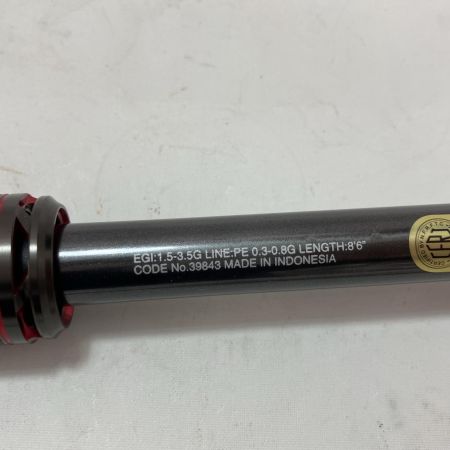 EGI:1.5-3.5G LINE:PE 0.3-0.8G LENGTH:8'6"
CODE No.39843 MADE IN INDONESIA